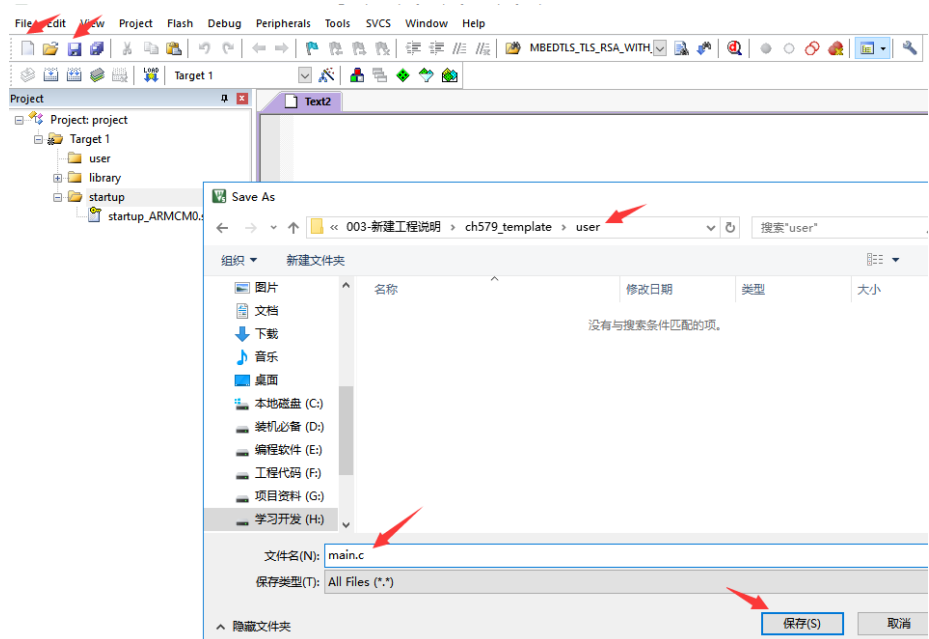 File Edit View Project Flash Debug Peripherals Tools SVCS Window Help
MBEDTLS_TLS_RSA_WITH_
LOAD Target 1
Project
Text2
Project: project
Target 1
user
library
startup
startup_ARMCM0.s
Save As
« 003-新建工程说明 › ch579_template › user
搜索"user"
组织 新建文件夹
名称 修改日期 类型 大小
没有与搜索条件匹配的项。
图片
文档
下载
音乐
桌面
本地磁盘 (C:)
装机必备 (D:)
编程软件 (E:)
工程代码 (F:)
项目资料 (G:)
学习开发 (H:)
文件名(N): main.c
保存类型(T): All Files (*.*)
隐藏文件夹
保存(S) 取消